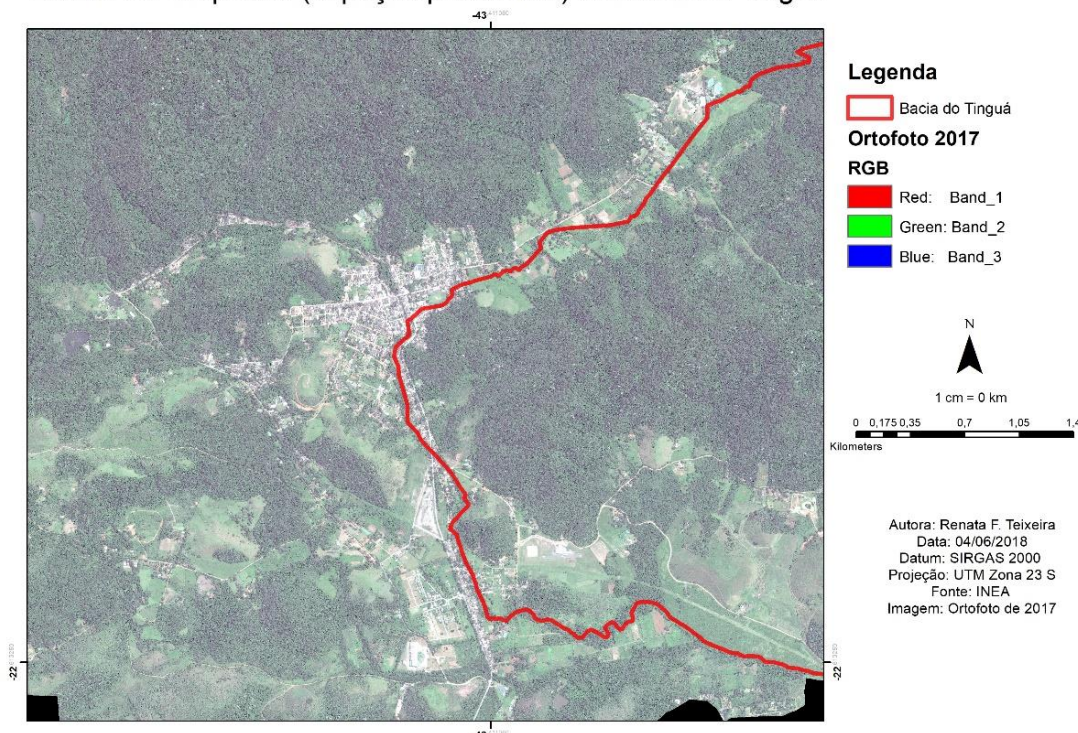 -43
Legenda
Bacia do Tinguá
Ortofoto 2017
RGB
Red: Band_1
Green: Band_2
Blue: Band_3
N
1 cm = 0 km
0 0,175 0,35 0,7 1,05 1,4
Kilometers
Autora: Renata F. Teixeira
Data: 04/06/2018
Datum: SIRGAS 2000
Projeção: UTM Zona 23 S
Fonte: INEA
Imagem: Ortofoto de 2017
-22
-22